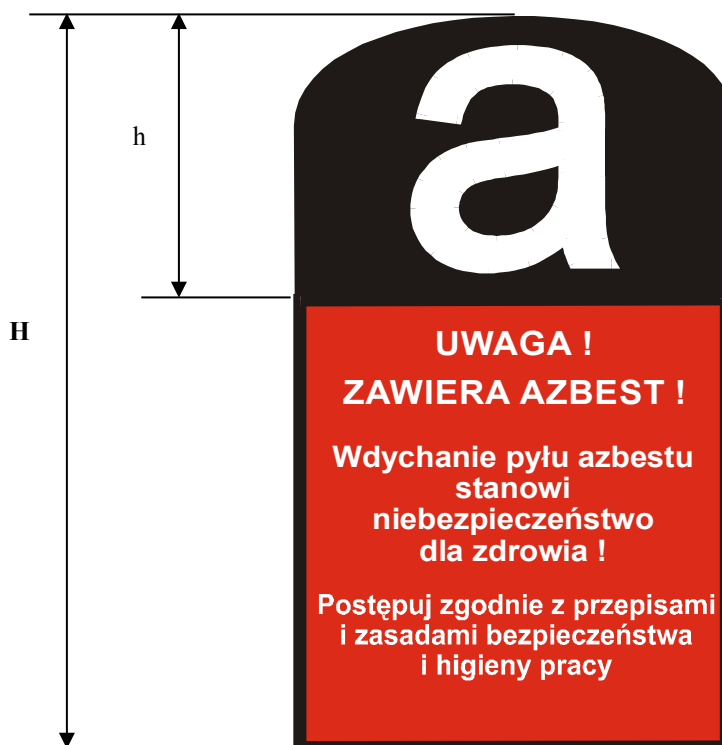 a
h
H
UWAGA !
ZAWIERA AZBEST !
Wdychanie pyłu azbestu
stanowi
niebezpieczeństwo
dla zdrowia !
Postępuj zgodnie z przepisami
i zasadami bezpieczeństwa
i higieny pracy